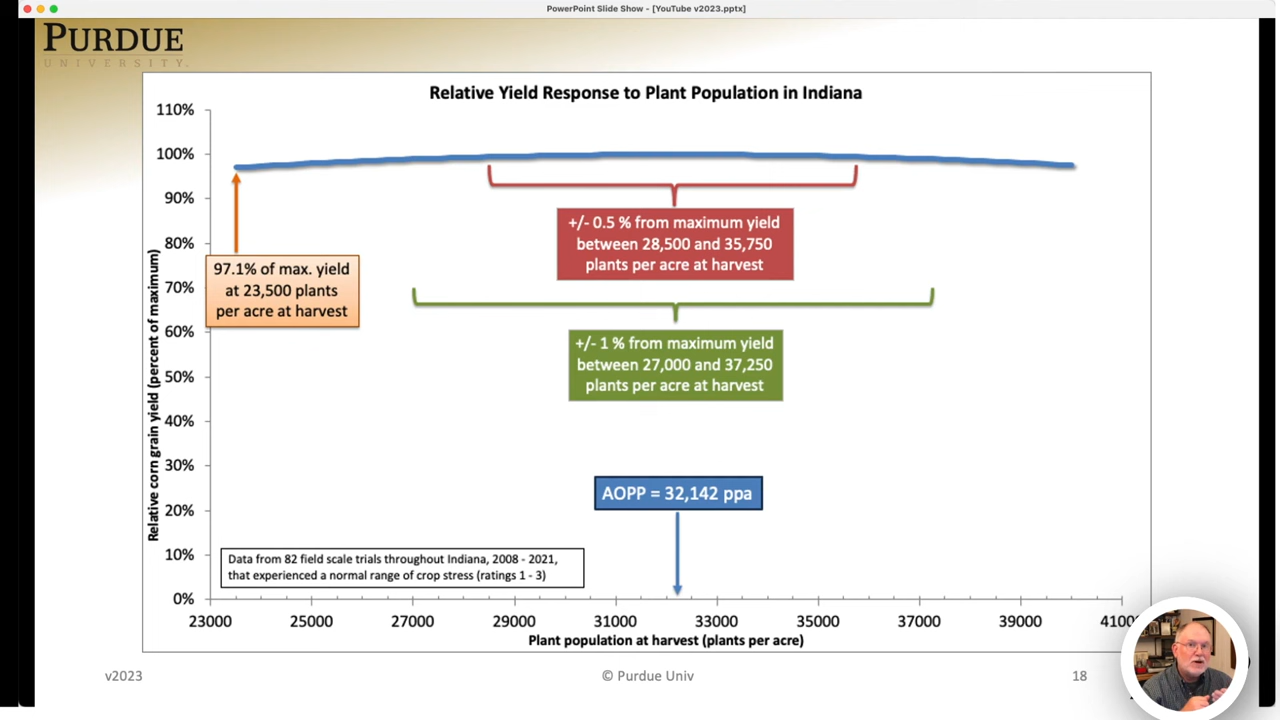 PowerPoint Slide Show - [YouTube v2023.pptx]
PURDUE
UNIVERSITY.
Relative Yield Response to Plant Population in Indiana
110%
100%
90%
80%
70%
60%
50%
40%
30%
20%
10%
0%
Relative corn grain yield (percent of maximum)
97.1% of max. yield
at 23,500 plants
per acre at harvest
+/- 0.5 % from maximum yield
between 28,500 and 35,750
plants per acre at harvest
+/- 1 % from maximum yield
between 27,000 and 37,250
plants per acre at harvest
AOPP = 32,142 ppa
Data from 82 field scale trials throughout Indiana, 2008 - 2021,
that experienced a normal range of crop stress (ratings 1 - 3)
23000 25000 27000 29000 31000 33000 35000 37000 39000
Plant population at harvest (plants per acre)
v2023 © Purdue Univ 18